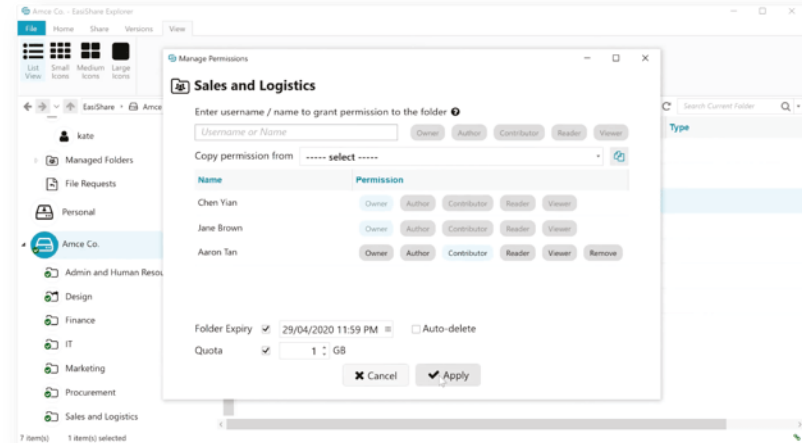 Amce Co. - EasiShare Explorer
File Home Share Versions View
List View
Small Icons
Medium Icons
Large Icons
EasiShare Amce
Search Current Folder
Type
kate
Managed Folders
File Requests
Personal
Amce Co.
Admin and Human Resou
Design
Finance
IT
Marketing
Procurement
Sales and Logistics
7 item(s) 1 item(s) selected
Manage Permissions
Sales and Logistics
Enter username / name to grant permission to the folder ?
Username or Name Owner Author Contributor Reader Viewer
Copy permission from ----- select -----
Name Permission
Chen Yian Owner Author Contributor Reader Viewer
Jane Brown Owner Author Contributor Reader Viewer
Aaron Tan Owner Author Contributor Reader Viewer Remove
Folder Expiry 29/04/2020 11:59 PM Auto-delete
Quota 1 GB
Cancel Apply